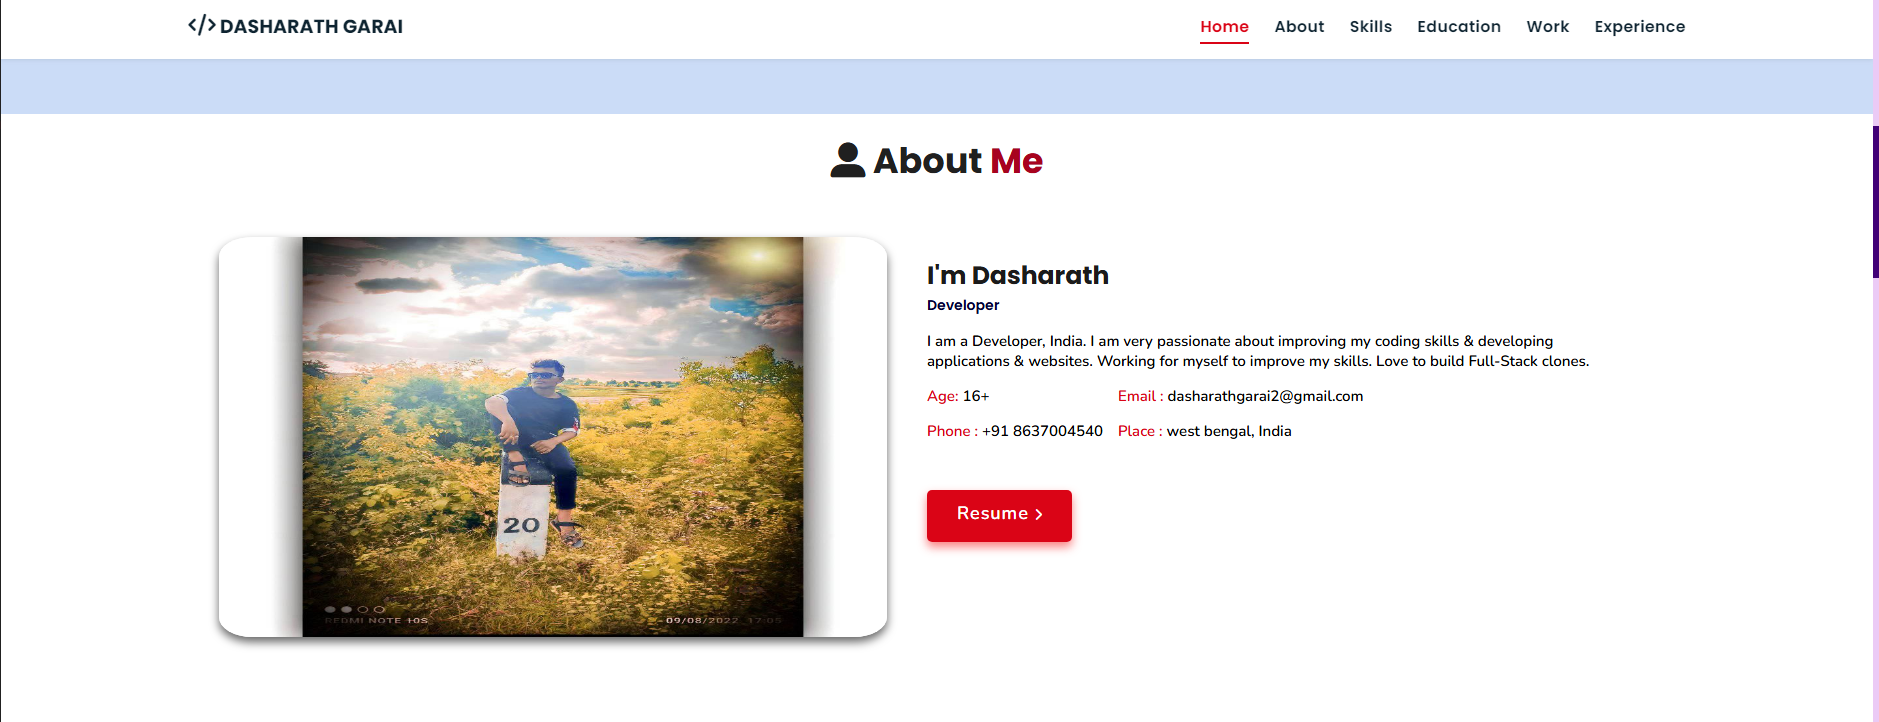 </> DASHARATH GARAI
Home About Skills Education Work Experience
About Me
I'm Dasharath
Developer
I am a Developer, India. I am very passionate about improving my coding skills & developing
applications & websites. Working for myself to improve my skills. Love to build Full-Stack clones.
Age: 16+ Email : dasharathgarai2@gmail.com
Phone : +91 8637004540 Place : west bengal, India
Resume >
20
REDMI NOTE 10S 09/08/2022 17:05